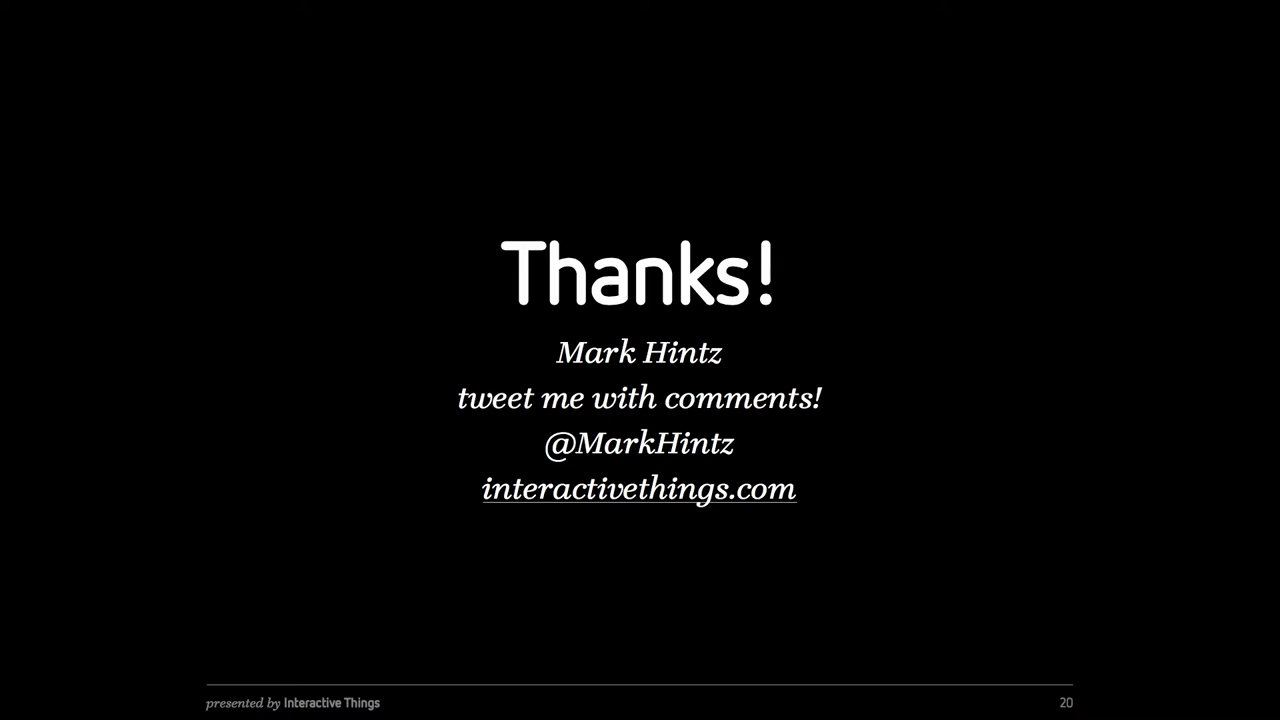 Thanks!
Mark Hintz
tweet me with comments!
@MarkHintz
interactivethings.com
presented by Interactive Things
20